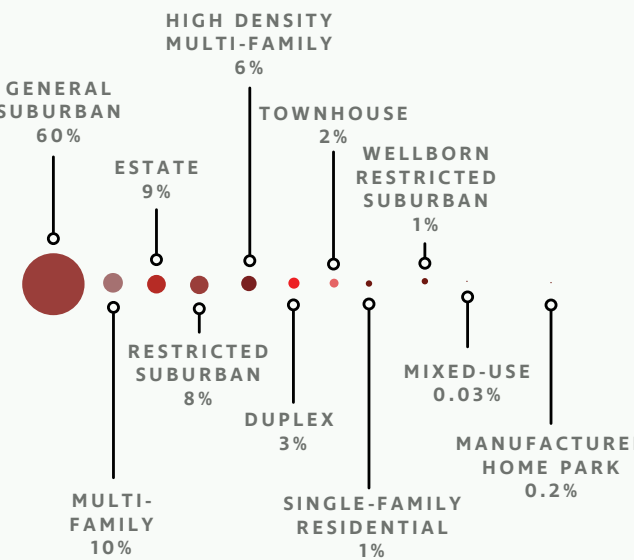 HIGH DENSITY
MULTI-FAMILY
6%
GENERAL
SUBURBAN
60%
TOWNHOUSE
2%
ESTATE
9%
WELLBORN
RESTRICTED
SUBURBAN
1%
RESTRICTED
SUBURBAN
8%
MIXED-USE
0.03%
DUPLEX
3%
MANUFACTURE
HOME PARK
0.2%
MULTI-
FAMILY
10%
SINGLE-FAMILY
RESIDENTIAL
1%